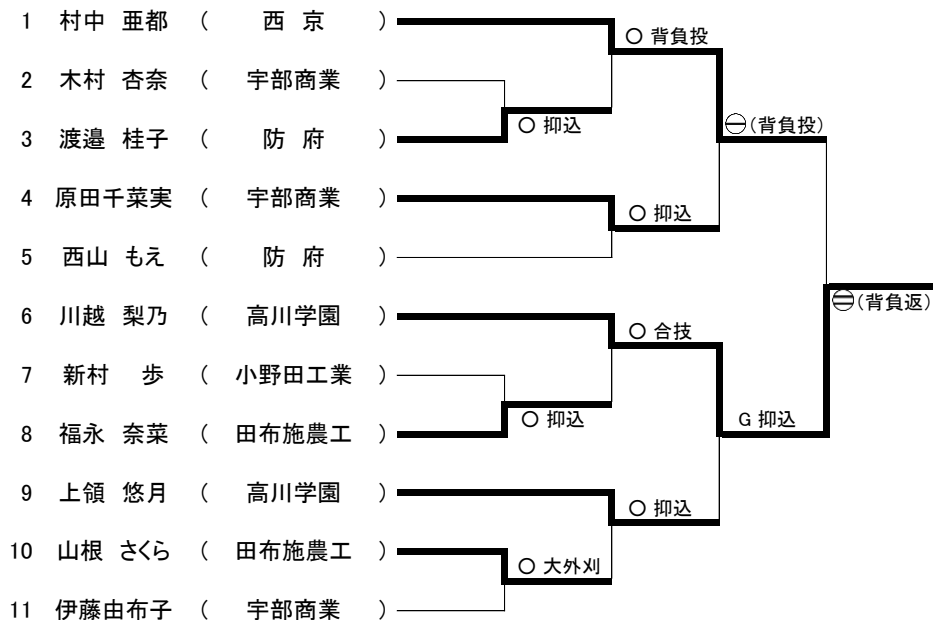 1 村中 亜都 ( 西 京 )
○ 背負投
2 木村 杏奈 ( 宇部商業 )
○ 抑込
⊖(背負投)
3 渡邉 桂子 ( 防 府 )
4 原田千菜実 ( 宇部商業 )
○ 抑込
5 西山 もえ ( 防 府 )
(背負返)
6 川越 梨乃 ( 高川学園 )
○ 合技
7 新村 歩 ( 小野田工業 )
○ 抑込
G 抑込
8 福永 奈菜 ( 田布施農工 )
9 上領 悠月 ( 高川学園 )
○ 抑込
10 山根 さくら ( 田布施農工 )
○ 大外刈
11 伊藤由布子 ( 宇部商業 )